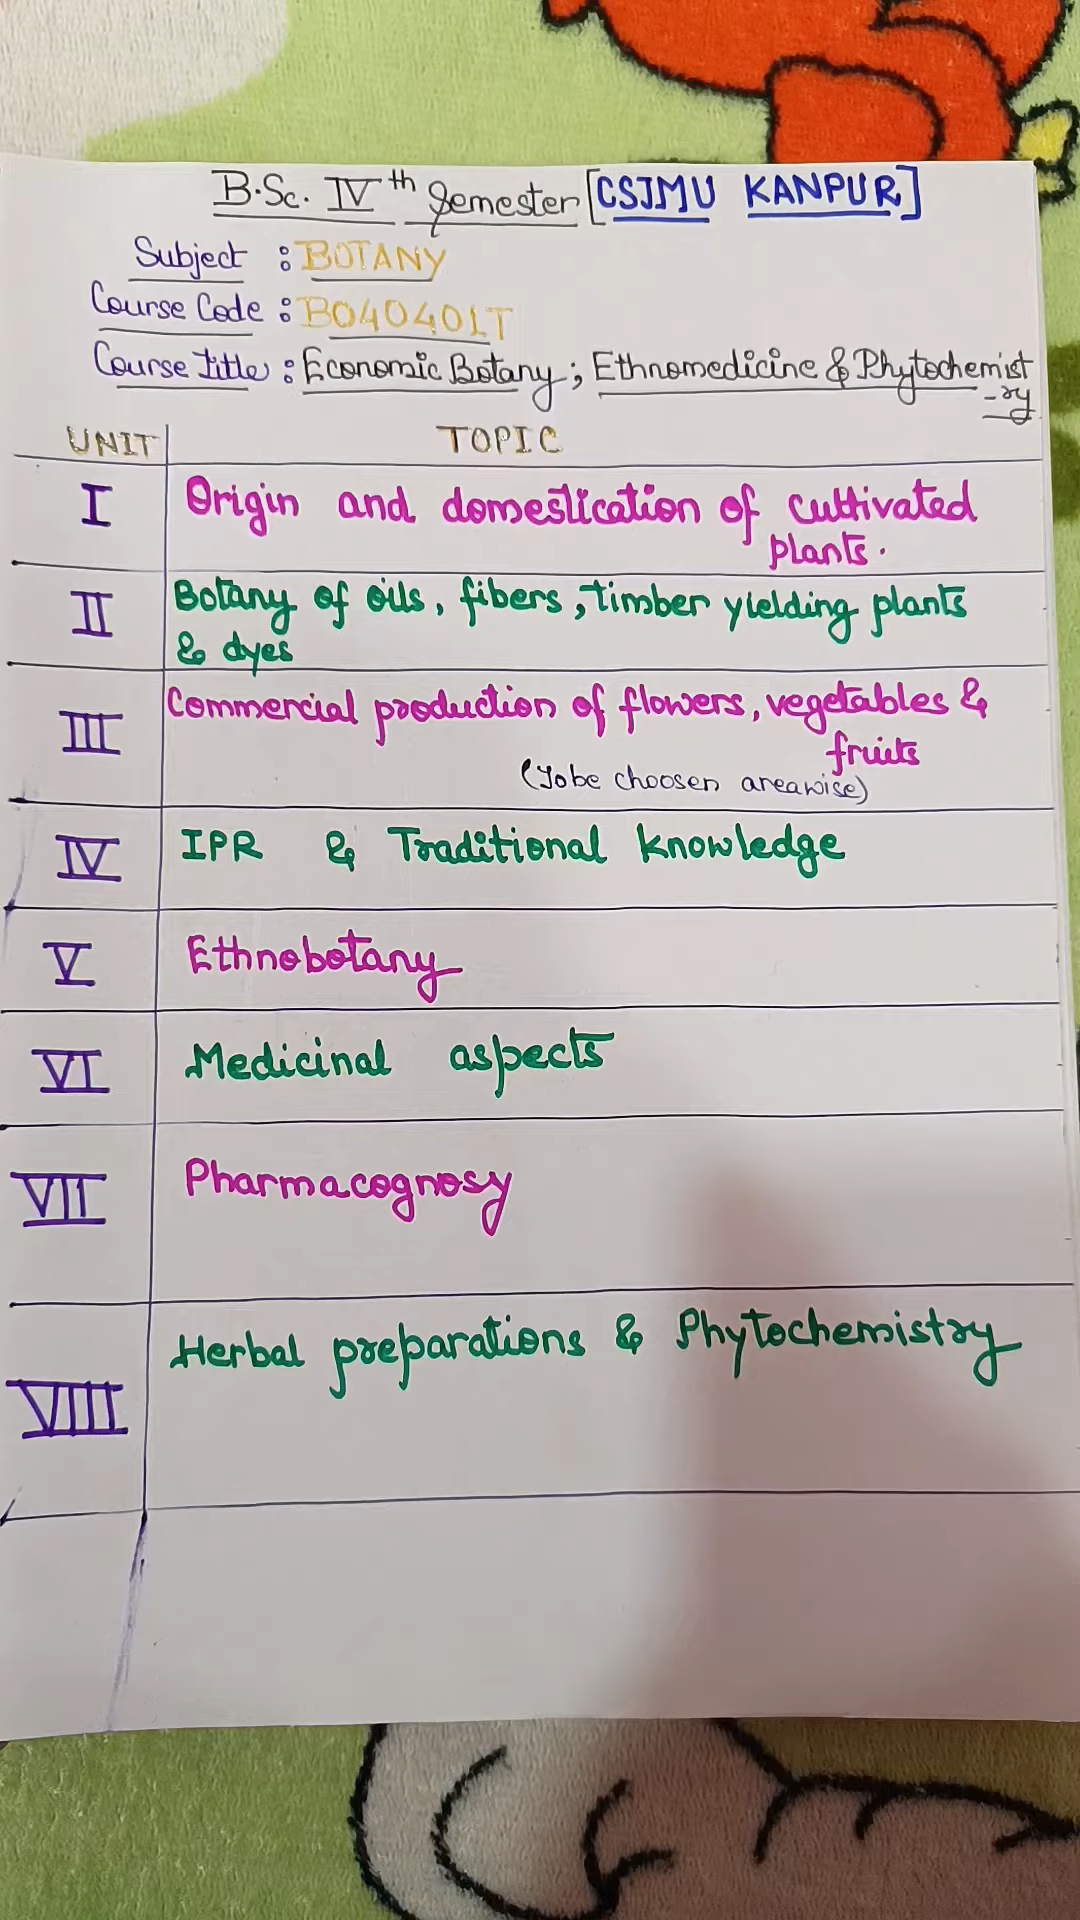 B.Sc. IVth Semester [CSJMU KANPUR]
Subject : BOTANY
Course Code : B040401T
Course Title : Economic Botany ; Ethnomedicine & Phytochemist
-ry
UNIT TOPIC
I Origin and domestication of cultivated
plants.
II Botany of oils, fibers, timber yielding plants
& dyes
III Commercial production of flowers, vegetables &
fruits
(To be choosen areawise)
IV IPR & Traditional knowledge
V Ethnobotany
VI Medicinal aspects
VII Pharmacognosy
VIII Herbal preparations & Phytochemistry